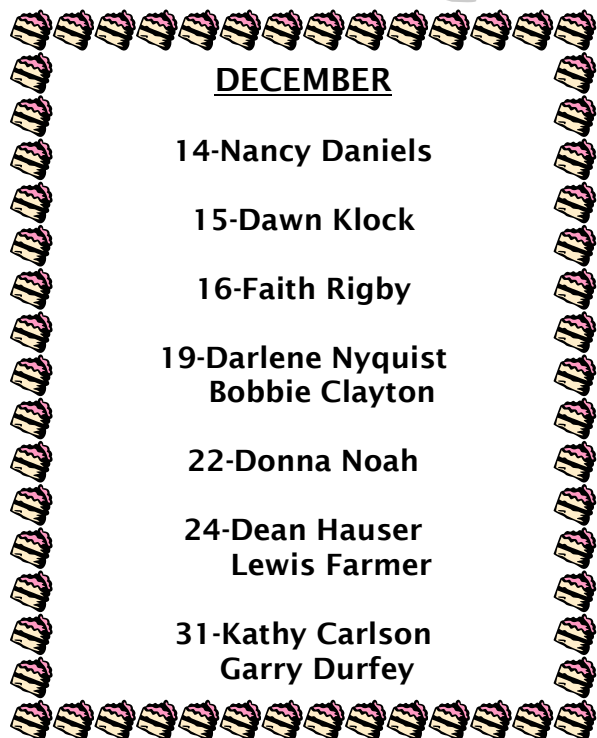 DECEMBER
14-Nancy Daniels
15-Dawn Klock
16-Faith Rigby
19-Darlene Nyquist
Bobbie Clayton
22-Donna Noah
24-Dean Hauser
Lewis Farmer
31-Kathy Carlson
Garry Durfey